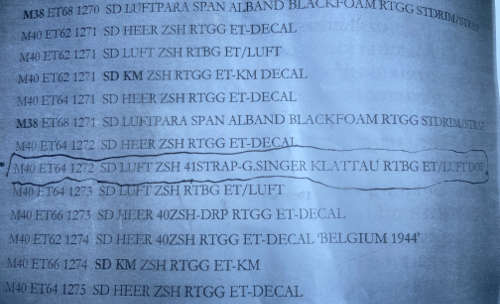 M38 ET68 1270 SD LUFTPARA SPAN ALBAND BLACKFOAM RTGG STDRIM/
M40 ET62 1271 SD HEER ZSH RTGG ET-DECAL
M40 ET62 1271 SD LUFT ZSH RTBG ET/LUFT
M40 ET62 1271 SD KM ZSH RTGG ET-KM DECAL
M40 ET64 1271 SD HEER ZSH RTGG ET-DECAL
M38 ET68 1271 SD LUFTPARA SPAN ALBAND BLACKFOAM RTGG STDRIM/
M40 ET64 1272 SD HEER ZSH RTGG ET-DECAL
M40 ET64 1272 SD LUFT ZSH 41STRAP-G.SINGER KLATTAU RTBG ET/LUFT
M40 ET64 1273 SD LUFT ZSH RTBG ET/LUFT
M40 ET66 1273 SD HEER 40ZSH-DRP RTGG ET-DECAL
M40 ET62 1274 SD HEER 40ZSH RTGG ET-DECAL 'BELGIUM 1944'
M40 ET66 1274 SD KM ZSH RTGG ET-KM
M40 ET64 1275 SD HEER ZSH RTGG ET-DECAL